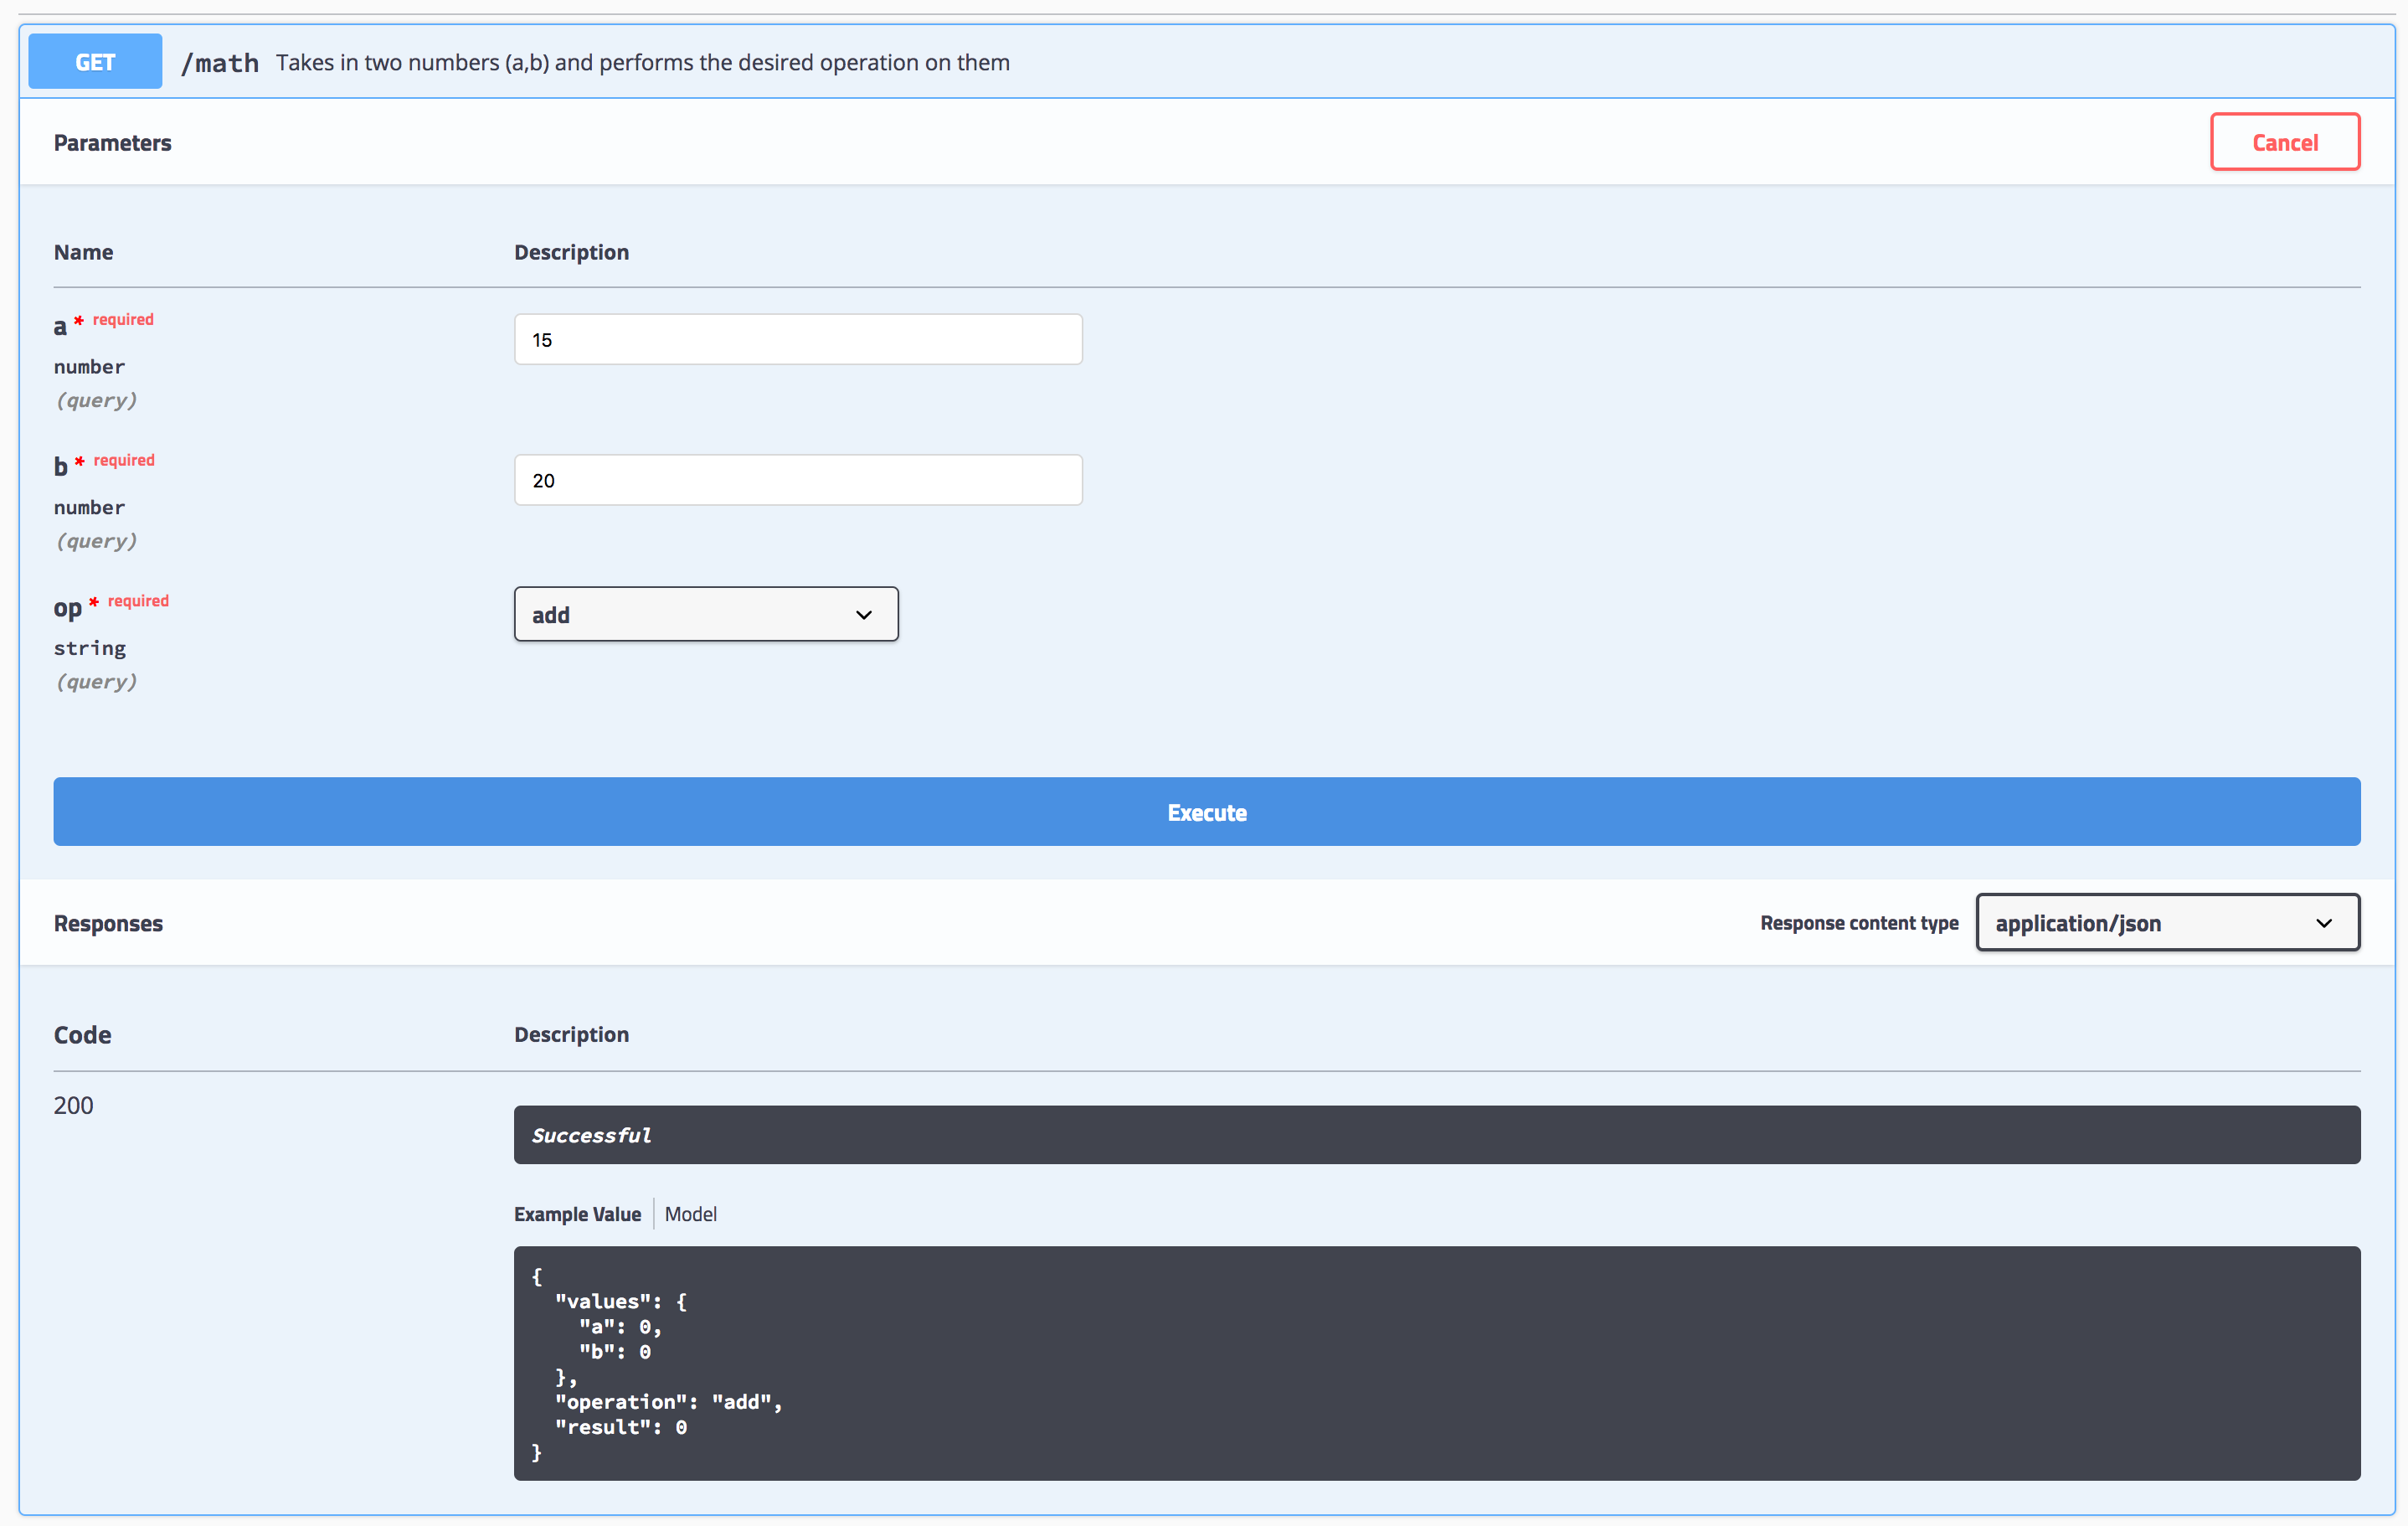 GET /math Takes in two numbers (a,b) and performs the desired operation on them
Parameters
Cancel
Name Description
a * required
15
number
(query)
b * required
20
number
(query)
op * required
add
string
(query)
Execute
Responses
Response content type application/json
Code Description
200
Successful
Example Value Model
{
  "values": {
    "a": 0,
    "b": 0
  },
  "operation": "add",
  "result": 0
}